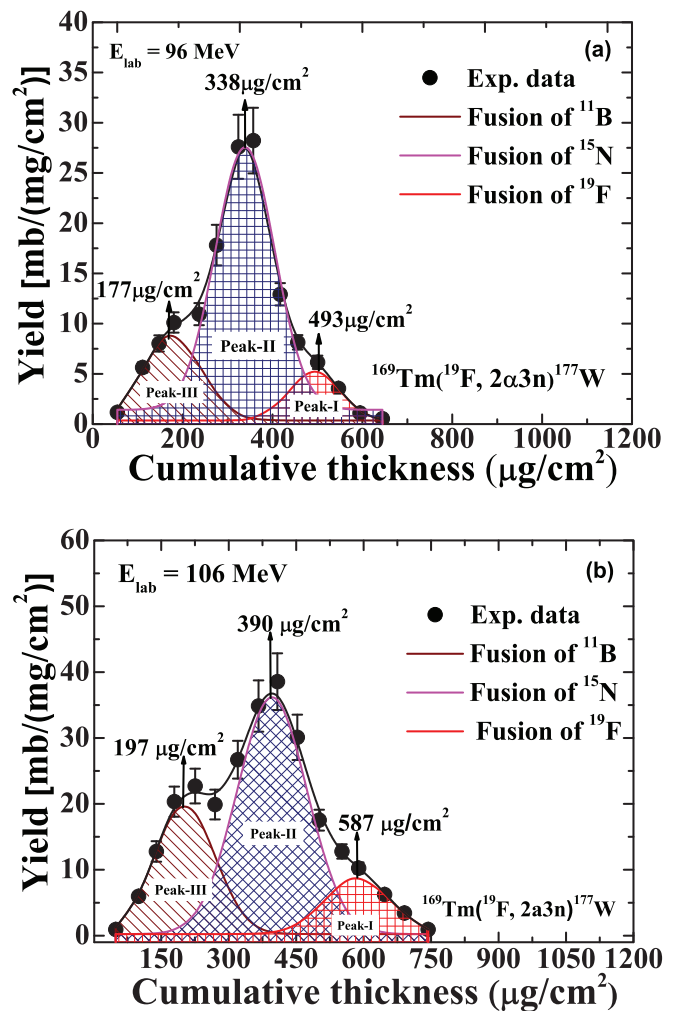 E_lab = 96 MeV
(a)
338μg/cm²
Exp. data
Fusion of ¹¹B
Fusion of ¹⁵N
Fusion of ¹⁹F
177μg/cm²
493μg/cm²
Peak-II
Peak-III
Peak-I
¹⁶⁹Tm(¹⁹F, 2α3n)¹⁷⁷W
Yield [mb/(mg/cm²)]
40
35
30
25
20
15
10
5
0
0 200 400 600 800 1000 1200
Cumulative thickness (μg/cm²)
E_lab = 106 MeV
(b)
390 μg/cm²
Exp. data
Fusion of ¹¹B
Fusion of ¹⁵N
Fusion of ¹⁹F
197 μg/cm²
587 μg/cm²
Peak-II
Peak-III
Peak-I
¹⁶⁹Tm(¹⁹F, 2a3n)¹⁷⁷W
Yield [mb/(mg/cm²)]
60
50
40
30
20
10
0
150 300 450 600 750 900 1050 1200
Cumulative thickness (μg/cm²)